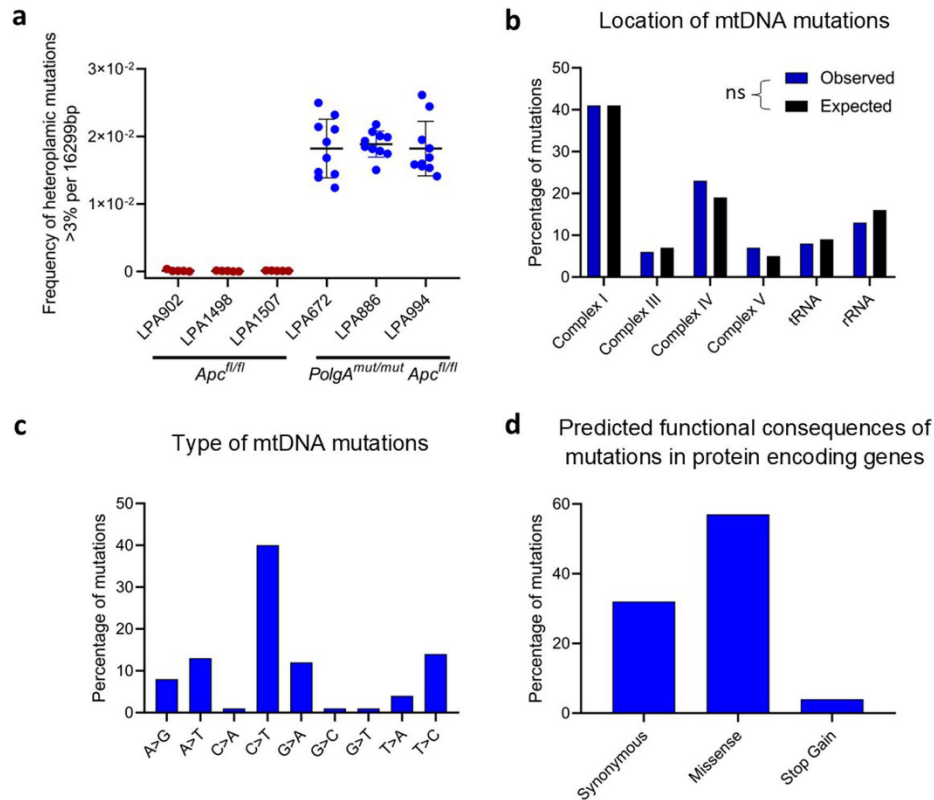 a
Frequency of heteroplamic mutations
>3% per 16299bp
3×10⁻²
2×10⁻²
1×10⁻²
0
LPA902
LPA1498
LPA1507
LPA672
LPA886
LPA994
Apc^fl/fl
PolgA^mut/mut Apc^fl/fl
b
Location of mtDNA mutations
Percentage of mutations
50
40
30
20
10
0
ns
Observed
Expected
Complex I
Complex III
Complex IV
Complex V
tRNA
rRNA
c
Type of mtDNA mutations
Percentage of mutations
50
40
30
20
10
0
A>G
A>T
C>A
C>T
G>A
G>C
G>T
T>A
T>C
d
Predicted functional consequences of
mutations in protein encoding genes
Percentage of mutations
60
40
20
0
Synonymous
Missense
Stop Gain